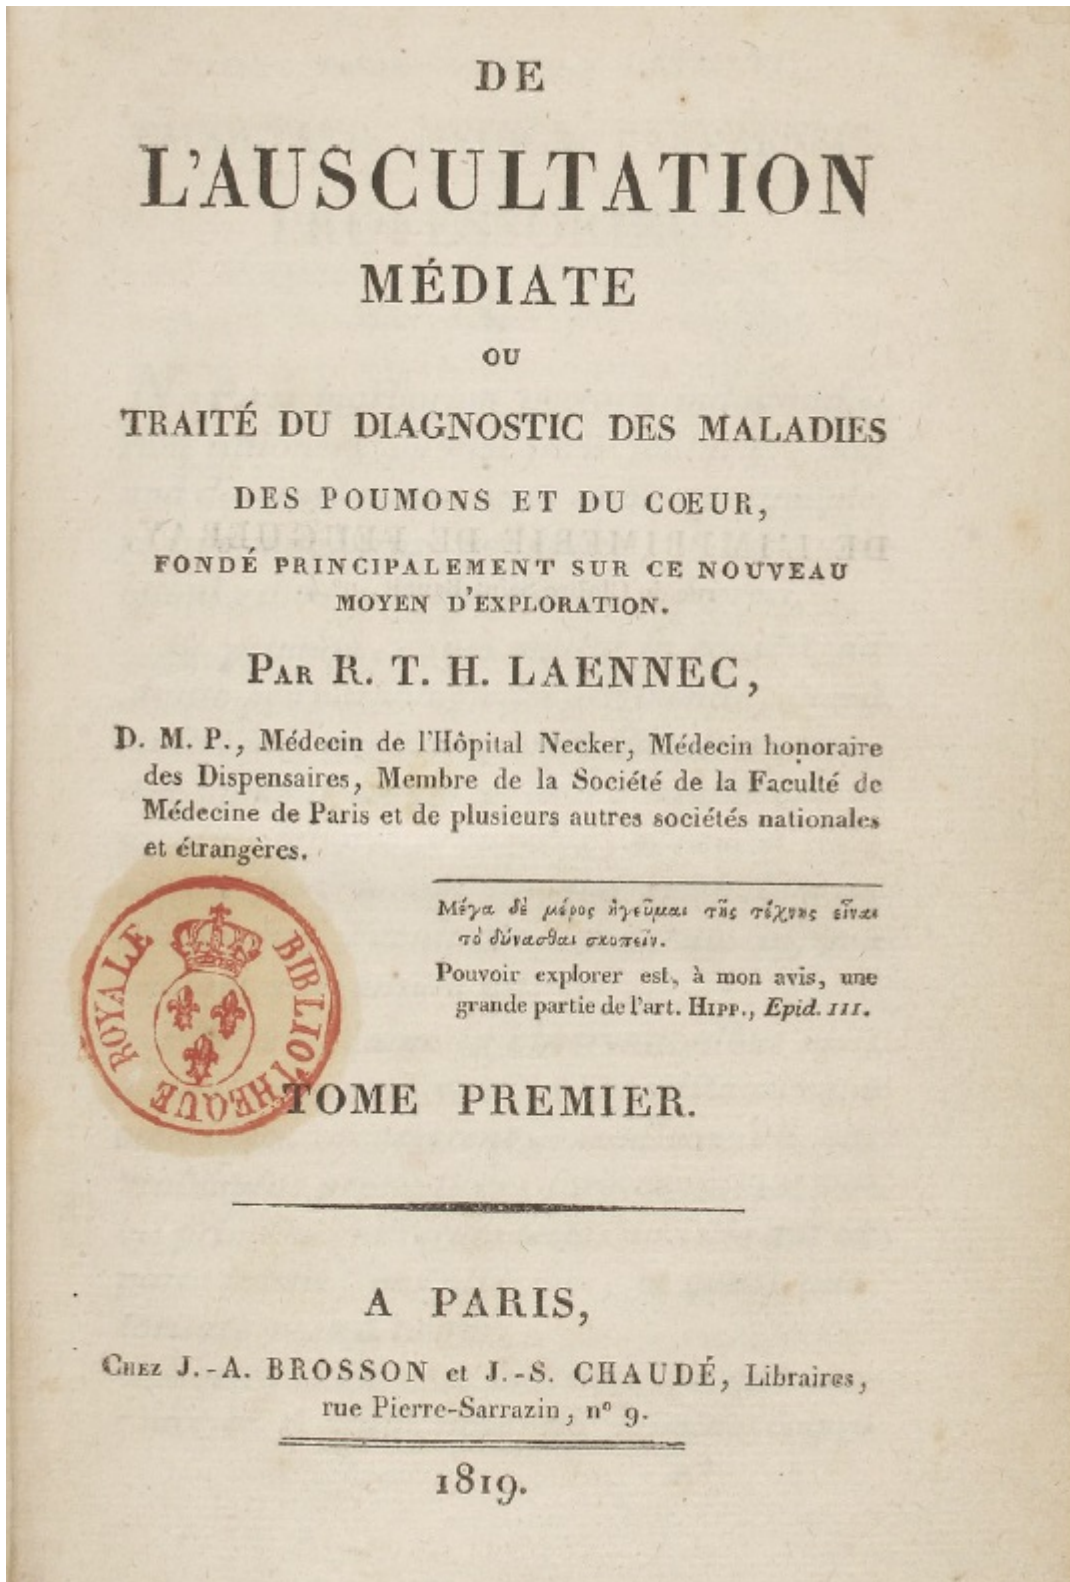 DE
L'AUSCULTATION
MÉDIATE
OU
TRAITÉ DU DIAGNOSTIC DES MALADIES
DES POUMONS ET DU CŒUR,
FONDÉ PRINCIPALEMENT SUR CE NOUVEAU
MOYEN D'EXPLORATION.
PAR R. T. H. LAENNEC,
D. M. P., Médecin de l'Hôpital Necker, Médecin honoraire
des Dispensaires, Membre de la Société de la Faculté de
Médecine de Paris et de plusieurs autres sociétés nationales
et étrangères.
Μέγα δὲ μέρος ἡγεῦμαι τῆς τέχνης εἶναι
τὸ δύνασθαι σκοπεῖν.
Pouvoir explorer est, à mon avis, une
grande partie de l'art. HIPP., Epid. III.
BIBLIOTHEQUE ROYALE
TOME PREMIER.
A PARIS,
CHEZ J.-A. BROSSON et J.-S. CHAUDÉ, Libraires,
rue Pierre-Sarrazin, n° 9.
1819.